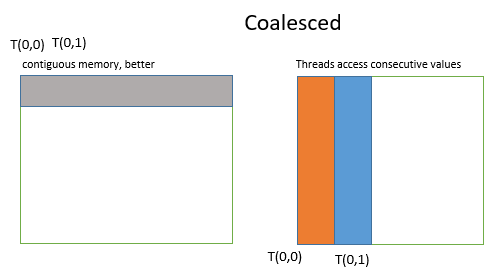 Coalesced
T(0,0) T(0,1)
contiguous memory, better
Threads access consecutive values
T(0,0)
T(0,1)